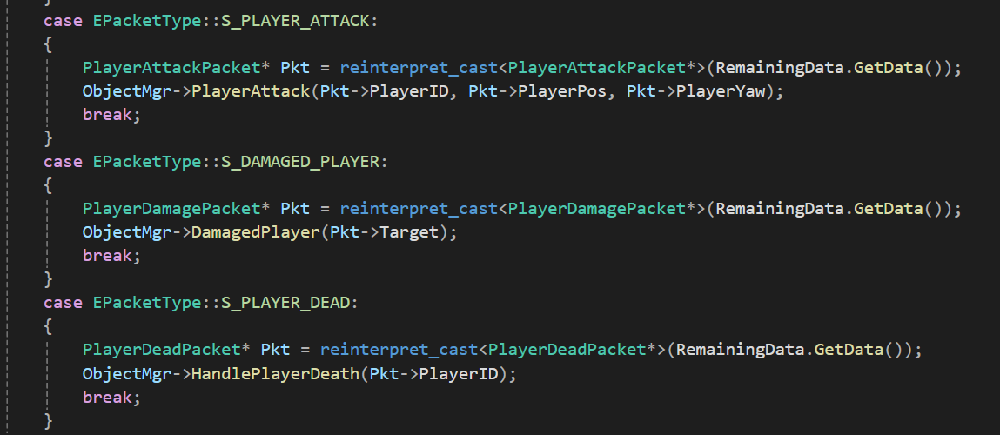 }
case EPacketType::S_PLAYER_ATTACK:
{
    PlayerAttackPacket* Pkt = reinterpret_cast<PlayerAttackPacket*>(RemainingData.GetData());
    ObjectMgr->PlayerAttack(Pkt->PlayerID, Pkt->PlayerPos, Pkt->PlayerYaw);
    break;
}
case EPacketType::S_DAMAGED_PLAYER:
{
    PlayerDamagePacket* Pkt = reinterpret_cast<PlayerDamagePacket*>(RemainingData.GetData());
    ObjectMgr->DamagedPlayer(Pkt->Target);
    break;
}
case EPacketType::S_PLAYER_DEAD:
{
    PlayerDeadPacket* Pkt = reinterpret_cast<PlayerDeadPacket*>(RemainingData.GetData());
    ObjectMgr->HandlePlayerDeath(Pkt->PlayerID);
    break;
}